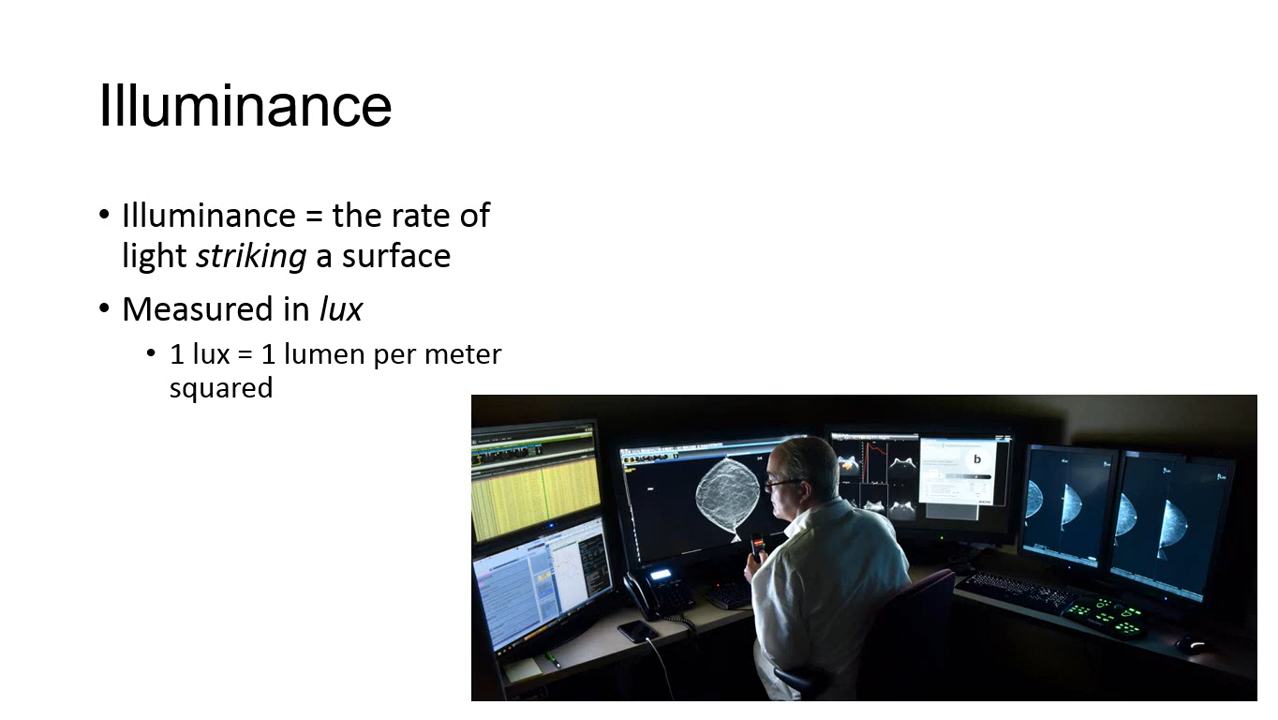 Illuminance
• Illuminance = the rate of
light striking a surface
• Measured in lux
• 1 lux = 1 lumen per meter
squared
b